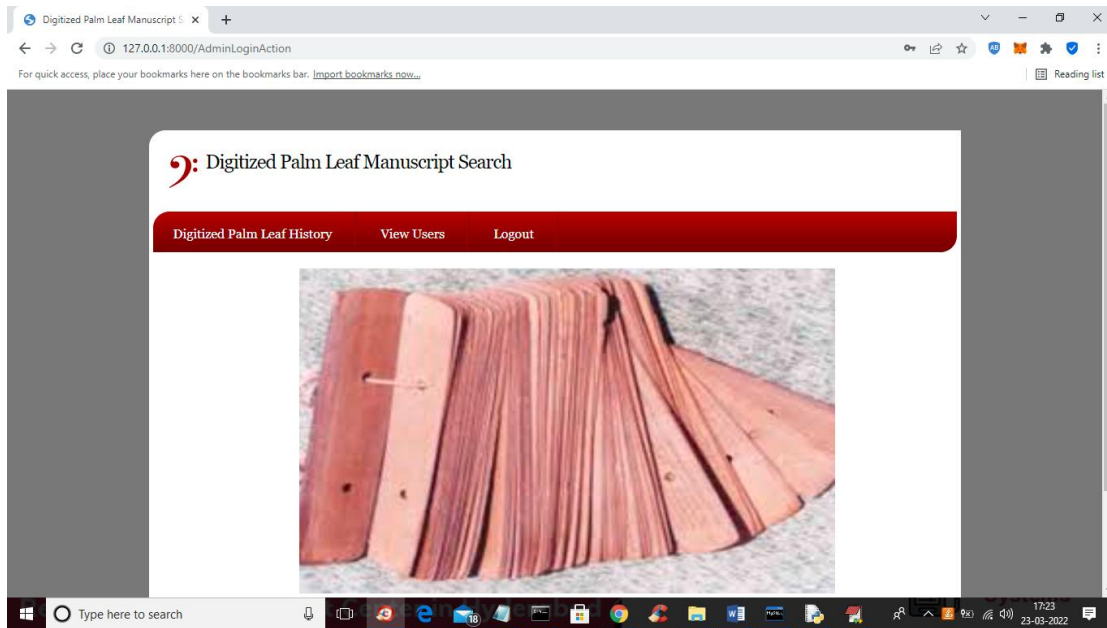 Digitized Palm Leaf Manuscript S
127.0.0.1:8000/AdminLoginAction
For quick access, place your bookmarks here on the bookmarks bar. Import bookmarks now...
Reading list
Digitized Palm Leaf Manuscript Search
Digitized Palm Leaf History View Users Logout
Type here to search
18
17:23
23-03-2022